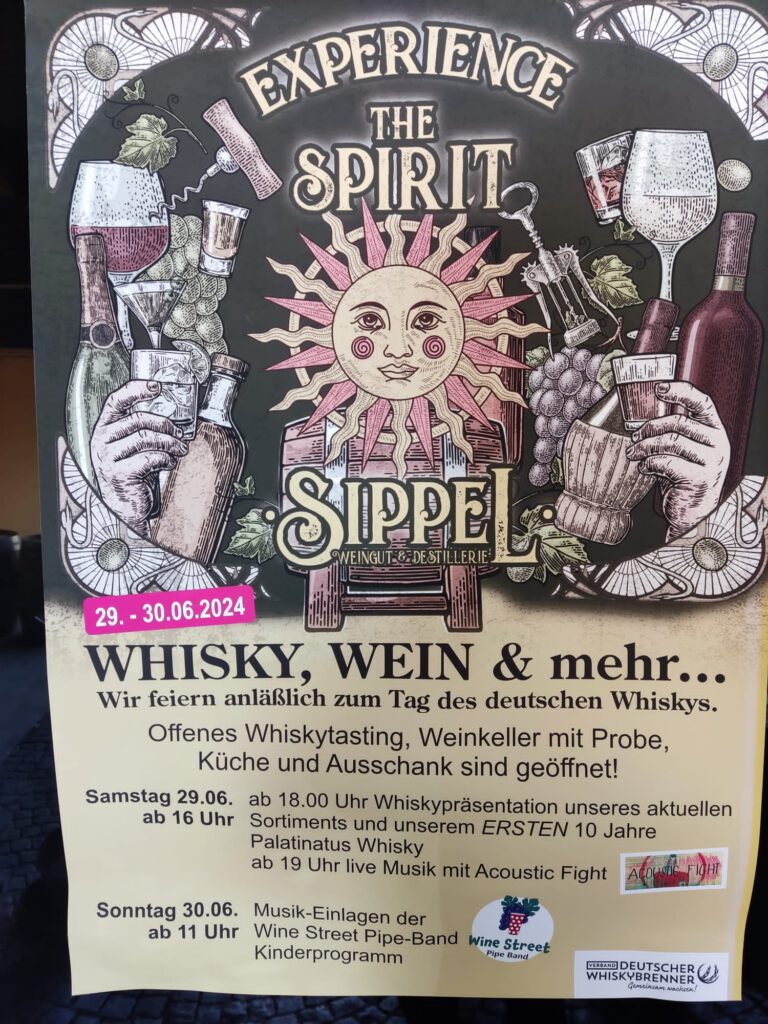 EXPERIENCE
THE
SPIRIT
SIPPEL
WEINGUT & DESTILLERIE
29. - 30.06.2024
WHISKY, WEIN & mehr...
Wir feiern anläßlich zum Tag des deutschen Whiskys.
Offenes Whiskytasting, Weinkeller mit Probe,
Küche und Ausschank sind geöffnet!
Samstag 29.06. ab 18.00 Uhr Whiskypräsentation unseres aktuellen
ab 16 Uhr Sortiments und unserem ERSTEN 10 Jahre
Palatinatus Whisky
ab 19 Uhr live Musik mit Acoustic Fight
ACOUSTIC FIGHT
Sonntag 30.06. Musik-Einlagen der
ab 11 Uhr Wine Street Pipe-Band
Kinderprogramm
Wine Street
Pipe Band
VERBAND DEUTSCHER
WHISKYBRENNER
Gemeinsam wachsen!